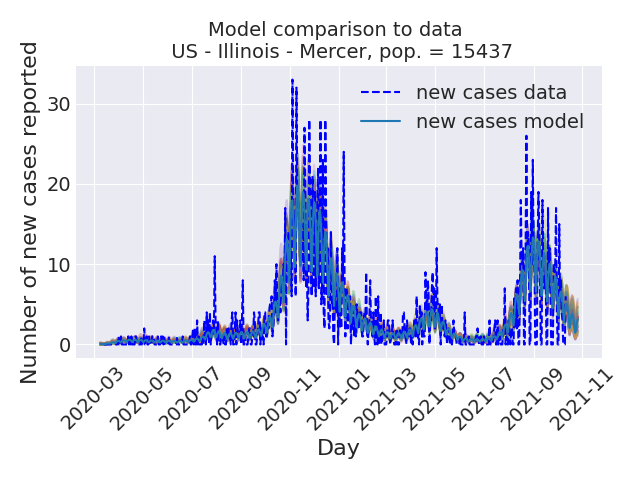 Model comparison to data
US - Illinois - Mercer, pop. = 15437
new cases data
new cases model
Number of new cases reported
30
20
10
0
2020-03
2020-05
2020-07
2020-09
2020-11
2021-01
2021-03
2021-05
2021-07
2021-09
2021-11
Day